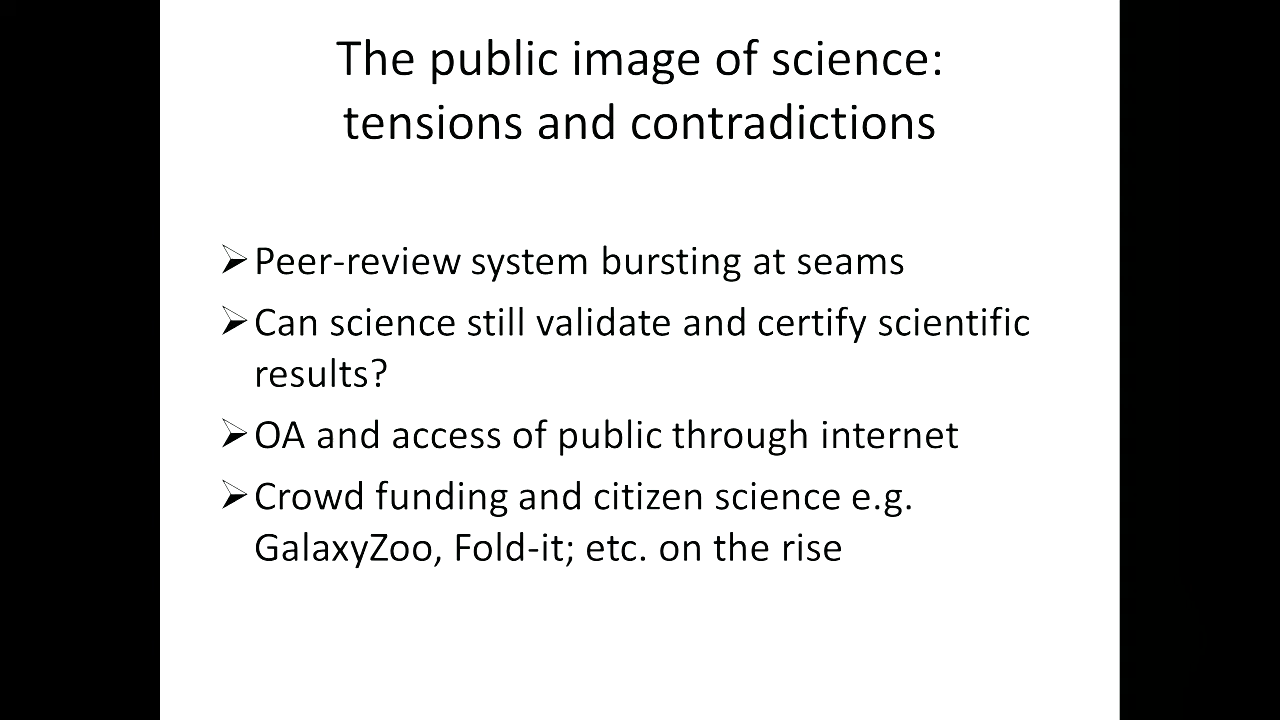 The public image of science:
tensions and contradictions
➢Peer-review system bursting at seams
➢Can science still validate and certify scientific
results?
➢OA and access of public through internet
➢Crowd funding and citizen science e.g.
GalaxyZoo, Fold-it; etc. on the rise